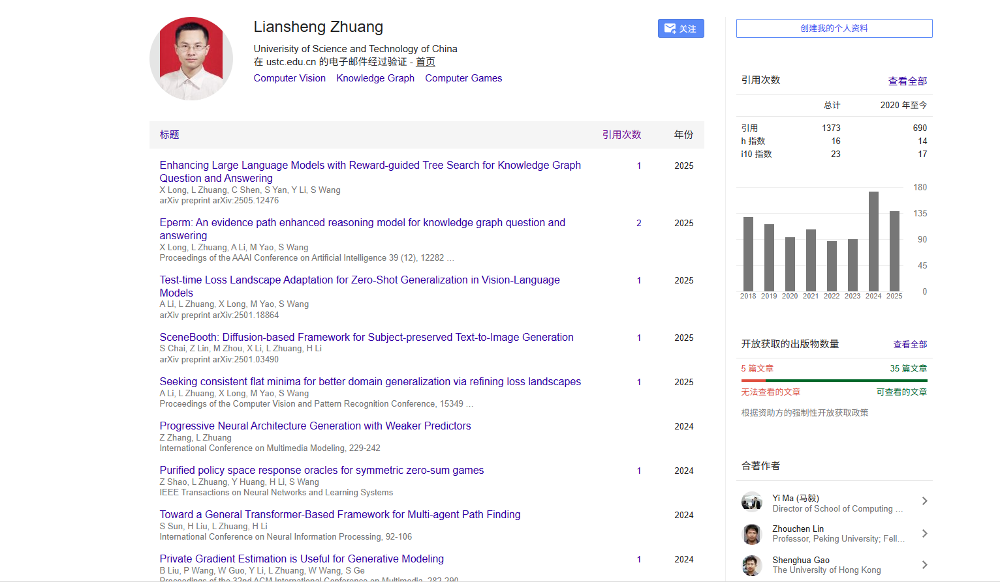 Liansheng Zhuang
关注
Univerisity of Science and Technology of China
在 ustc.edu.cn 的电子邮件经过验证 - 首页
Computer Vision Knowledge Graph Computer Games
标题 引用次数 年份
Enhancing Large Language Models with Reward-guided Tree Search for Knowledge Graph 1 2025
Question and Answering
X Long, L Zhuang, C Shen, S Yan, Y Li, S Wang
arXiv preprint arXiv:2505.12476
Eperm: An evidence path enhanced reasoning model for knowledge graph question and 2 2025
answering
X Long, L Zhuang, A Li, M Yao, S Wang
Proceedings of the AAAI Conference on Artificial Intelligence 39 (12), 12282 …
Test-time Loss Landscape Adaptation for Zero-Shot Generalization in Vision-Language 1 2025
Models
A Li, L Zhuang, X Long, M Yao, S Wang
arXiv preprint arXiv:2501.18864
SceneBooth: Diffusion-based Framework for Subject-preserved Text-to-Image Generation 1 2025
S Chai, Z Lin, M Zhou, X Li, L Zhuang, H Li
arXiv preprint arXiv:2501.03490
Seeking consistent flat minima for better domain generalization via refining loss landscapes 1 2025
A Li, L Zhuang, X Long, M Yao, S Wang
Proceedings of the Computer Vision and Pattern Recognition Conference, 15349 …
Progressive Neural Architecture Generation with Weaker Predictors 2024
Z Zhang, L Zhuang
International Conference on Multimedia Modeling, 229-242
Purified policy space response oracles for symmetric zero-sum games 1 2024
Z Shao, L Zhuang, Y Huang, H Li, S Wang
IEEE Transactions on Neural Networks and Learning Systems
Toward a General Transformer-Based Framework for Multi-agent Path Finding 2024
S Sun, H Liu, L Zhuang, H Li
International Conference on Neural Information Processing, 92-106
Private Gradient Estimation is Useful for Generative Modeling 1 2024
B Liu, P Wang, W Guo, Y Li, L Zhuang, W Wang, S Ge
Proceedings of the 32nd ACM International Conference on Multimedia, 282-290
创建我的个人资料
引用次数 查看全部
总计 2020 年至今
引用 1373 690
h 指数 16 14
i10 指数 23 17
180
135
90
45
0
2018 2019 2020 2021 2022 2023 2024 2025
开放获取的出版物数量 查看全部
5 篇文章 35 篇文章
无法查看的文章 可查看的文章
根据资助方的强制性开放获取政策
合著作者
Yi Ma (马毅)
Director of School of Computing …
Zhouchen Lin
Professor, Peking University; Fell…
Shenghua Gao
The University of Hong Kong